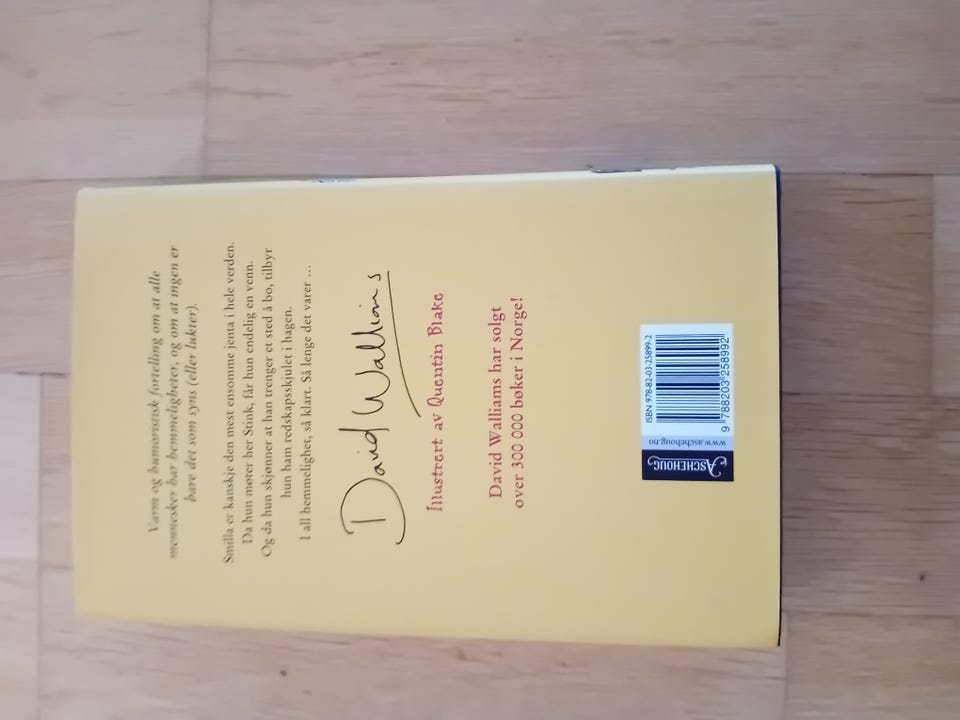 Varm og humoristisk fortelling om at alle
mennesker har hemmeligheter, og om at ingen er
bare det som syns (eller lukter).
Smilla er kanskje den mest ensomme jenta i hele verden.
Da hun møter herr Stink, får hun endelig en venn.
Og da hun skjønner at han trenger et sted å bo, tilbyr
hun ham redskapsskjulet i hagen.
I all hemmelighet, så klart. Så lenge det varer ...
David Walliams
Illustrert av Quentin Blake
David Walliams har solgt
over 300 000 bøker i Norge!
ASCHEHOUG
www.aschehoug.no
ISBN 978-82-03-25899-2
9 788203 258992